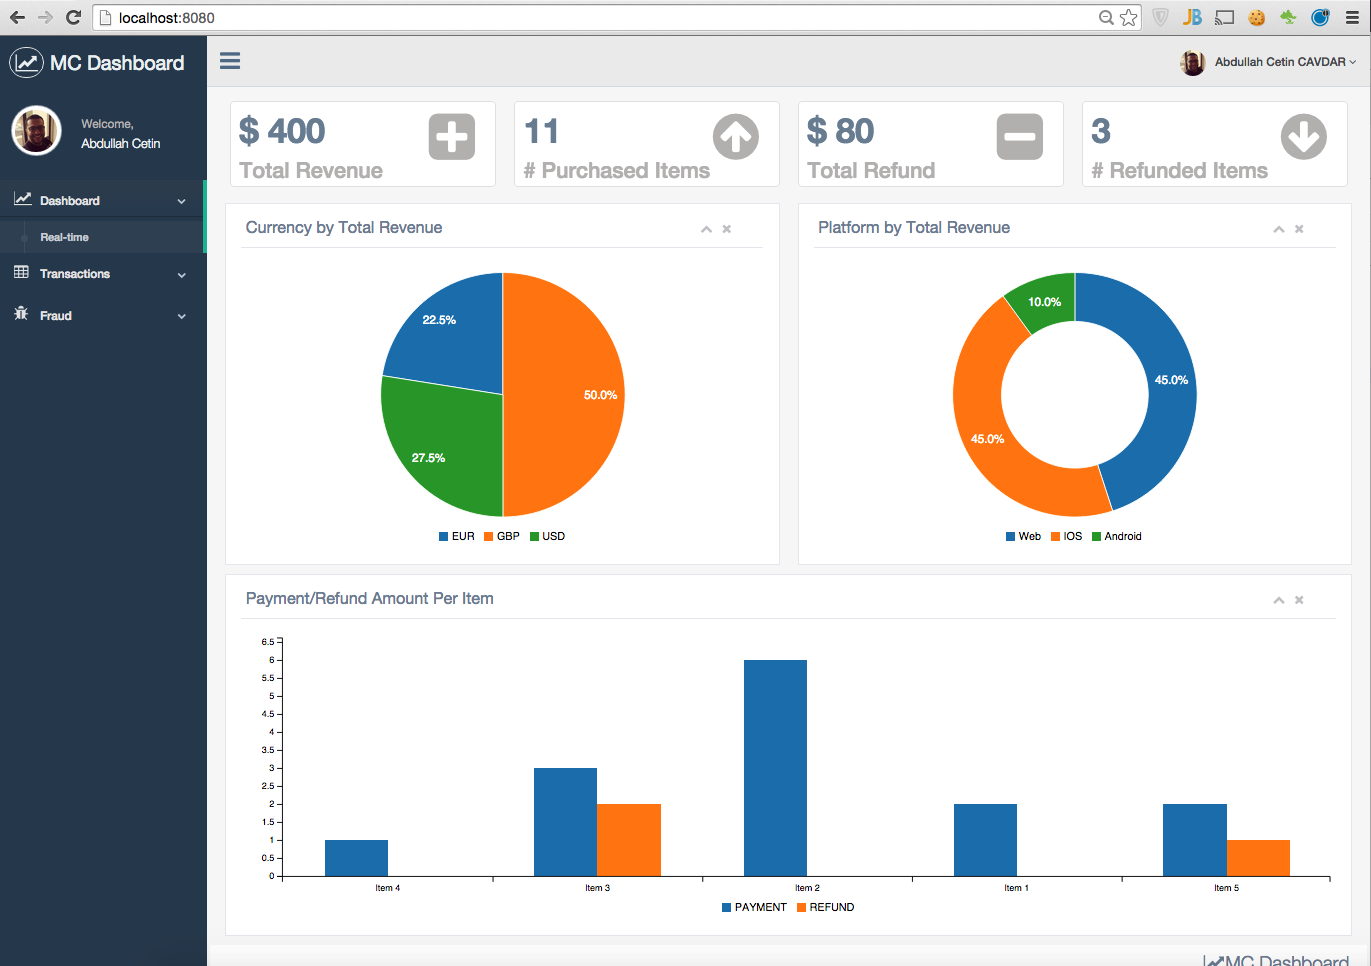 localhost:8080
MC Dashboard
Abdullah Cetin CAVDAR
Welcome,
Abdullah Cetin
Dashboard
Real-time
Transactions
Fraud
$ 400
Total Revenue
11
# Purchased Items
$ 80
Total Refund
3
# Refunded Items
Currency by Total Revenue
22.5%
50.0%
27.5%
EUR GBP USD
Platform by Total Revenue
10.0%
45.0%
45.0%
Web IOS Android
Payment/Refund Amount Per Item
6.5
6
5.5
5
4.5
4
3.5
3
2.5
2
1.5
1
0.5
0
Item 4 Item 3 Item 2 Item 1 Item 5
PAYMENT REFUND
MC Dashboard